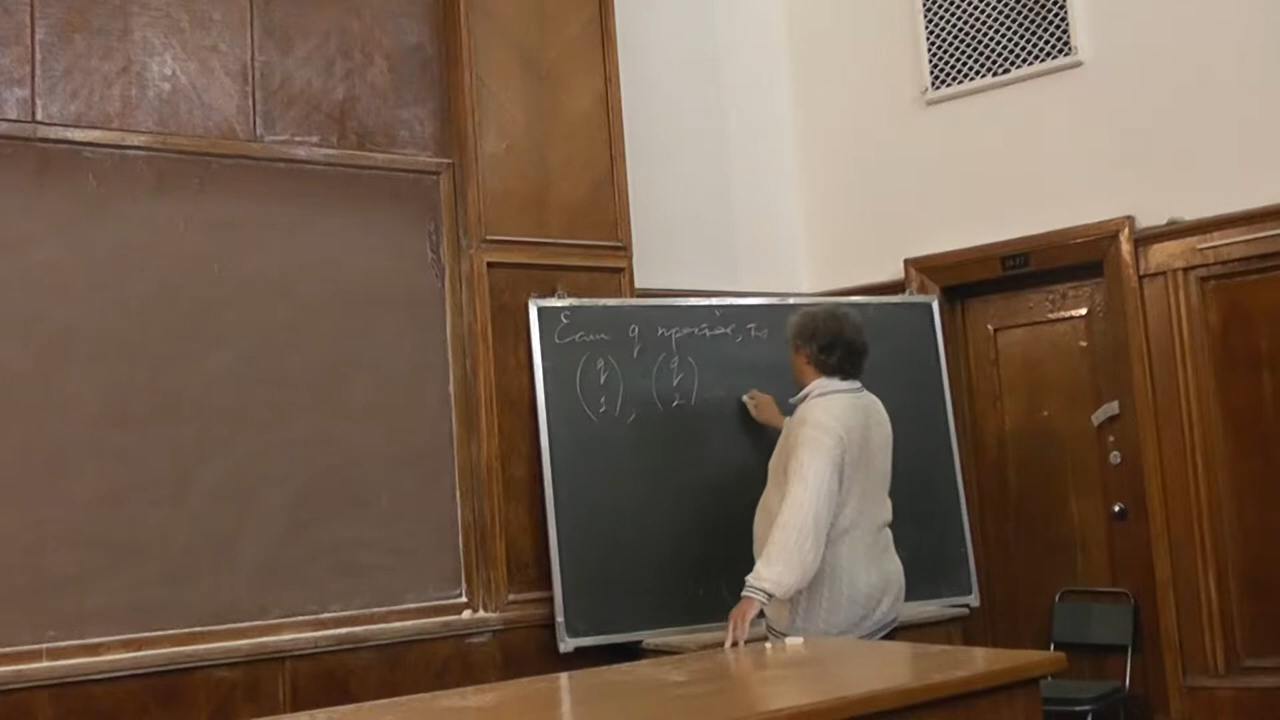 Если q простое, то
(q 1), (q 2)